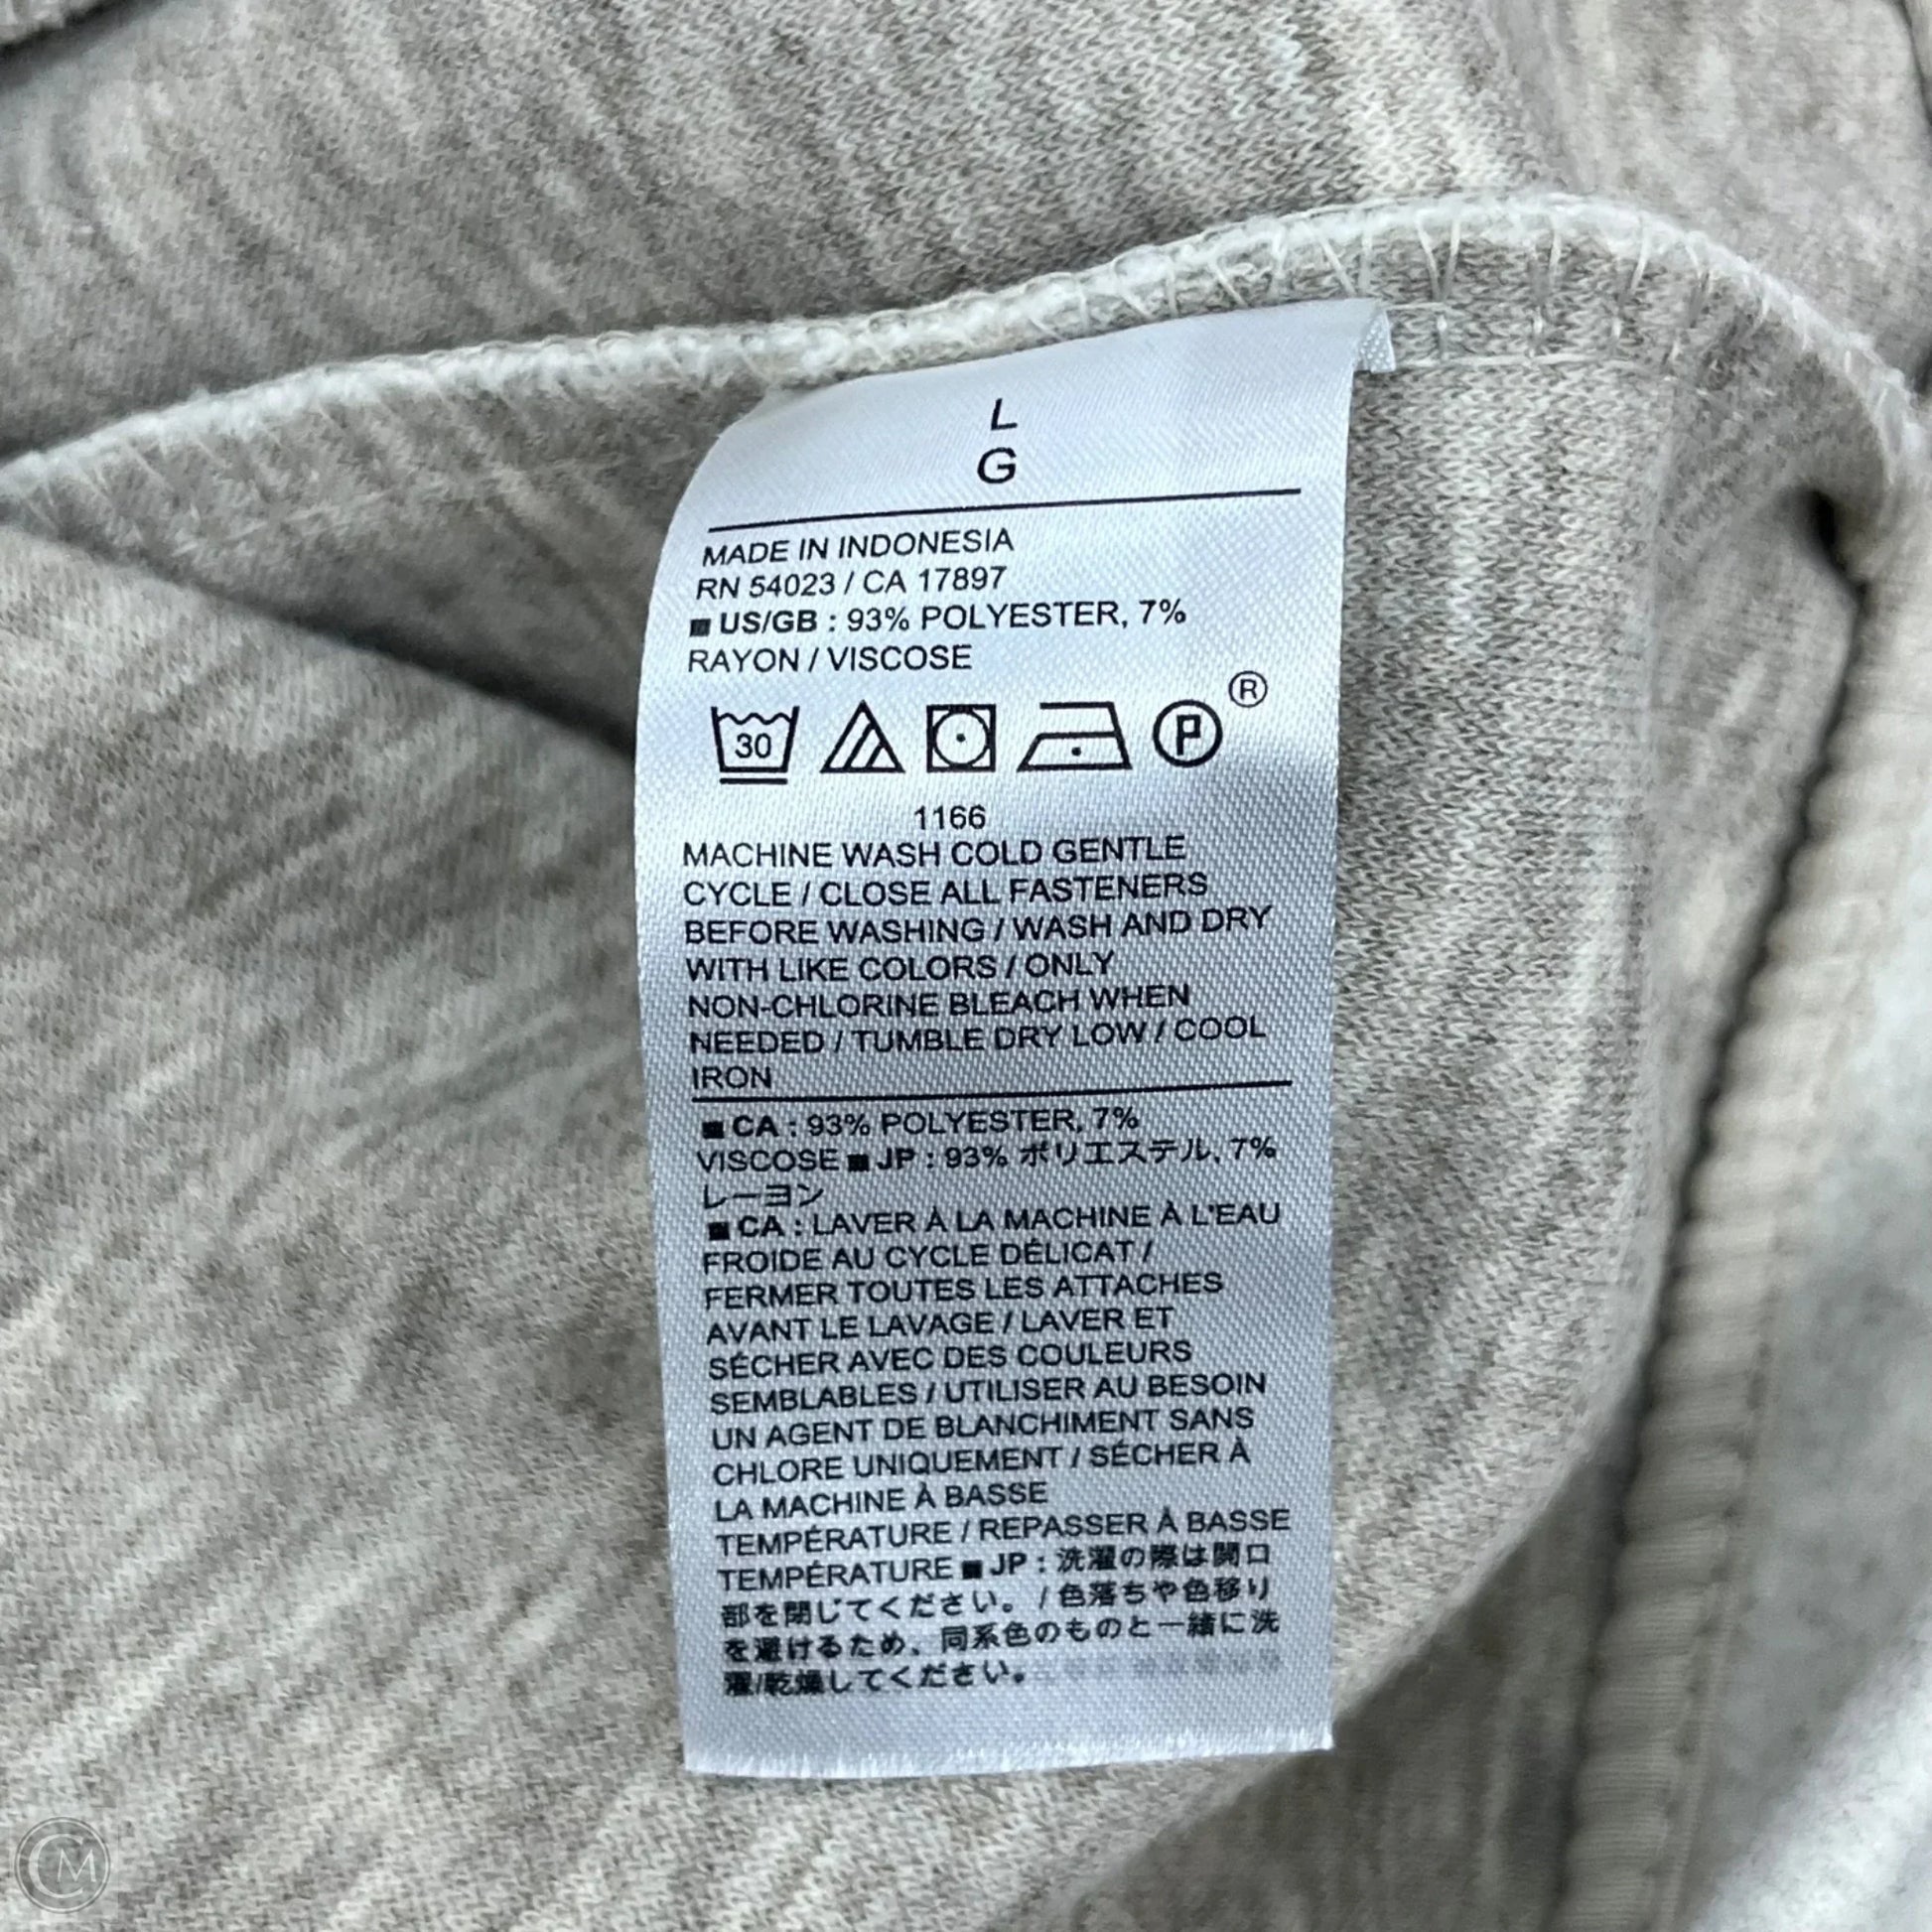 L
G
MADE IN INDONESIA
RN 54023 / CA 17897
■ US/GB : 93% POLYESTER, 7%
RAYON / VISCOSE
30 P ®
1166
MACHINE WASH COLD GENTLE
CYCLE / CLOSE ALL FASTENERS
BEFORE WASHING / WASH AND DRY
WITH LIKE COLORS / ONLY
NON-CHLORINE BLEACH WHEN
NEEDED / TUMBLE DRY LOW / COOL
IRON
■ CA : 93% POLYESTER, 7%
VISCOSE ■ JP : 93% ポリエステル, 7%
レーヨン
■ CA : LAVER À LA MACHINE À L'EAU
FROIDE AU CYCLE DÉLICAT /
FERMER TOUTES LES ATTACHES
AVANT LE LAVAGE / LAVER ET
SÉCHER AVEC DES COULEURS
SEMBLABLES / UTILISER AU BESOIN
UN AGENT DE BLANCHIMENT SANS
CHLORE UNIQUEMENT / SÉCHER À
LA MACHINE À BASSE
TEMPÉRATURE / REPASSER À BASSE
TEMPÉRATURE ■ JP : 洗濯の際は開口
部を閉じてください。 / 色落ちや色移り
を避けるため、同系色のものと一緒に洗
濯/乾燥してください。
CM